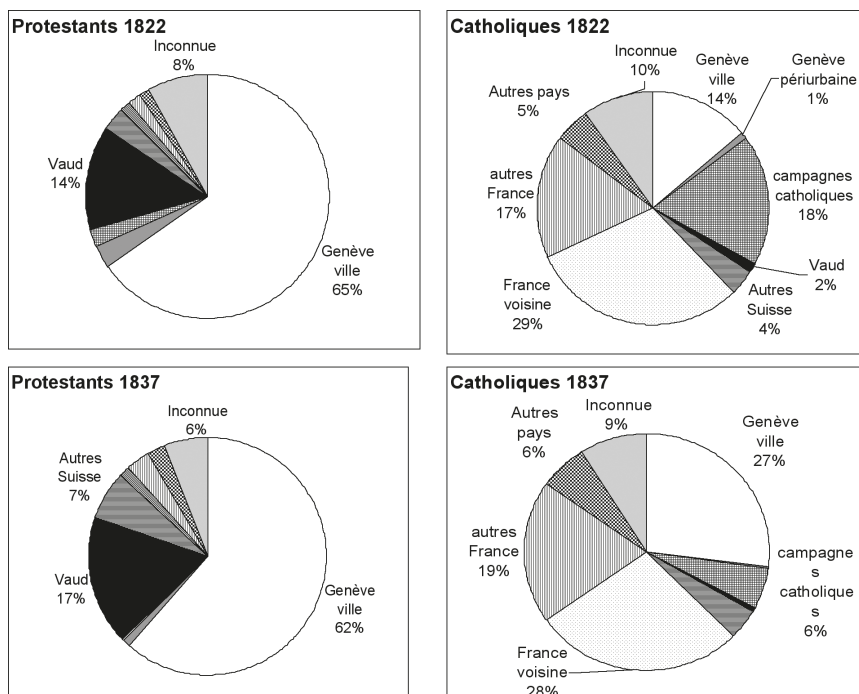 Protestants 1822
Inconnue
8%
Vaud
14%
Genève
ville
65%
Catholiques 1822
Inconnue
10%
Genève
ville
14%
Genève
périurbaine
1%
Autres pays
5%
autres
France
17%
campagnes
catholiques
18%
Vaud
2%
Autres
Suisse
4%
France
voisine
29%
Protestants 1837
Inconnue
6%
Autres
Suisse
7%
Vaud
17%
Genève
ville
62%
Catholiques 1837
Autres
pays
6%
Inconnue
9%
Genève
ville
27%
autres
France
19%
campagne
s
catholique
s
6%
France
voisine
28%